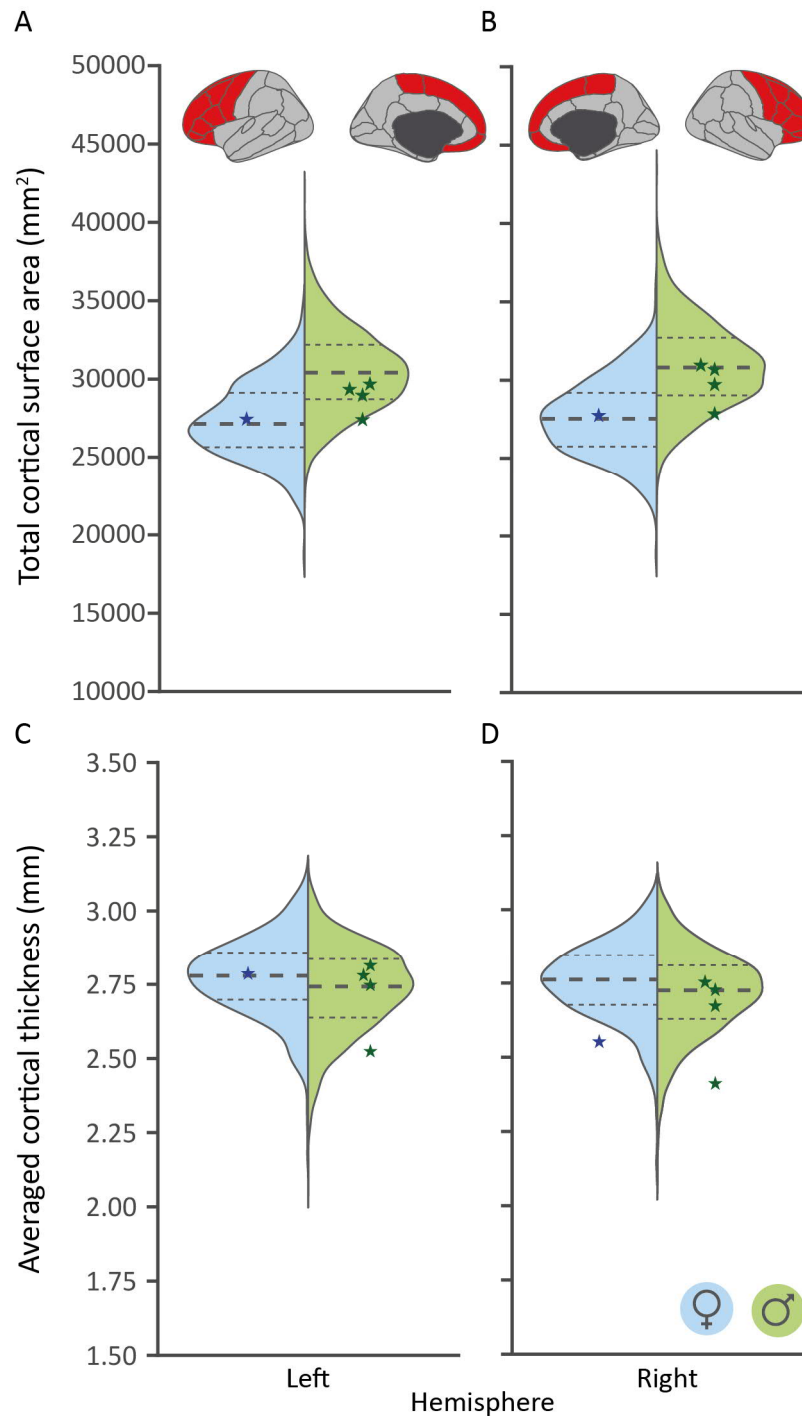 A
B
50000
45000
40000
35000
30000
25000
20000
15000
10000
Total cortical surface area (mm²)
C
D
3.50
3.25
3.00
2.75
2.50
2.25
2.00
1.75
1.50
Averaged cortical thickness (mm)
♀ ♂
Left
Right
Hemisphere